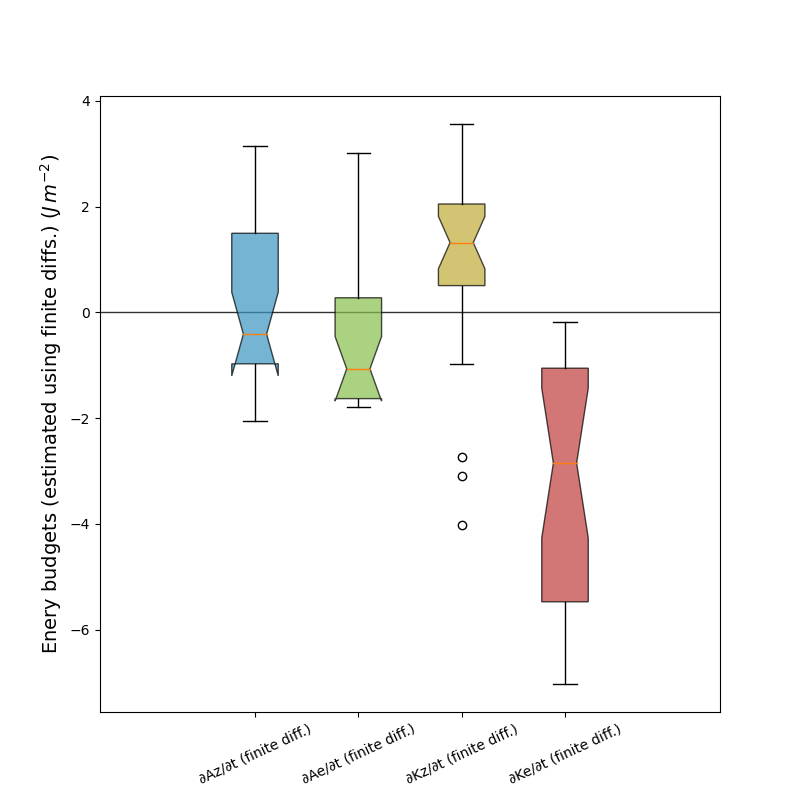 Enery budgets (estimated using finite diffs.) (J m⁻²)
4
2
0
−2
−4
−6
∂Az/∂t (finite diff.)
∂Ae/∂t (finite diff.)
∂Kz/∂t (finite diff.)
∂Ke/∂t (finite diff.)